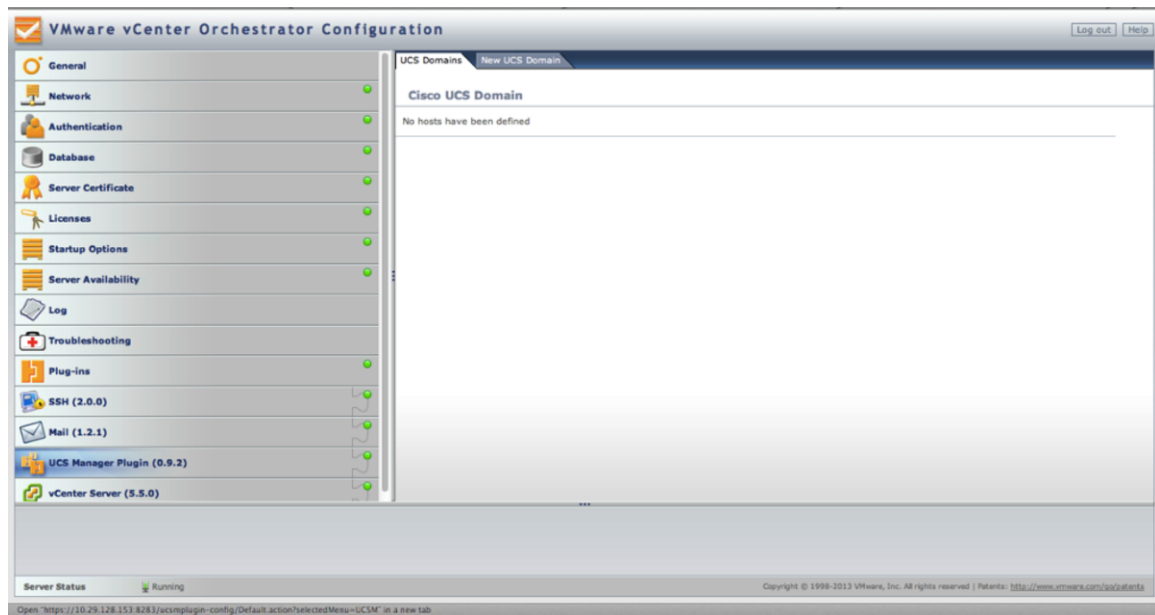 VMware vCenter Orchestrator Configuration
Log out
Help
General
Network
Authentication
Database
Server Certificate
Licenses
Startup Options
Server Availability
Log
Troubleshooting
Plug-ins
SSH (2.0.0)
Mail (1.2.1)
UCS Manager Plugin (0.9.2)
vCenter Server (5.5.0)
UCS Domains
New UCS Domain
Cisco UCS Domain
No hosts have been defined
Server Status
Running
Copyright © 1998-2013 VMware, Inc. All rights reserved | Patents: http://www.vmware.com/go/patents
Open "https://10.29.128.153:8283/ucsmplugin-config/Default.action?selectedMenu=UCSM" in a new tab